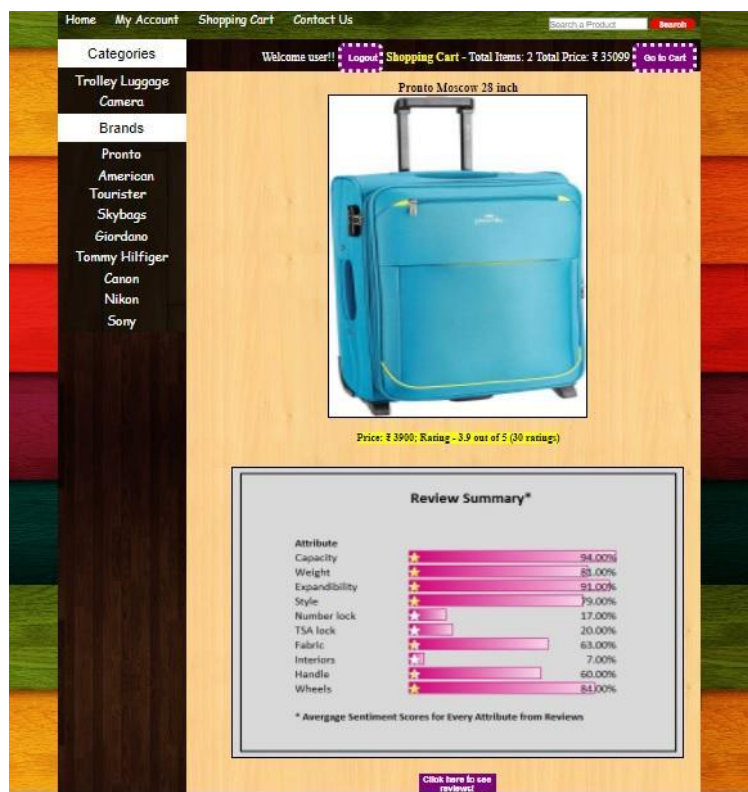 Home My Account Shopping Cart Contact Us
Search a Product Search
Categories
Welcome user!! Logout Shopping Cart - Total Items: 2 Total Price: ₹ 35099 Go to Cart
Trolley Luggage
Camera
Brands
Pronto
American
Tourister
Skybags
Giordano
Tommy Hilfiger
Canon
Nikon
Sony
Pronto Moscow 28 inch
Price: ₹ 3900; Rating - 3.9 out of 5 (30 ratings)
Review Summary*
Attribute
Capacity 94.00%
Weight 81.00%
Expandibility 91.00%
Style 79.00%
Number lock 17.00%
TSA lock 20.00%
Fabric 63.00%
Interiors 7.00%
Handle 60.00%
Wheels 84.00%
* Avergage Sentiment Scores for Every Attribute from Reviews
Click here to see
reviews!